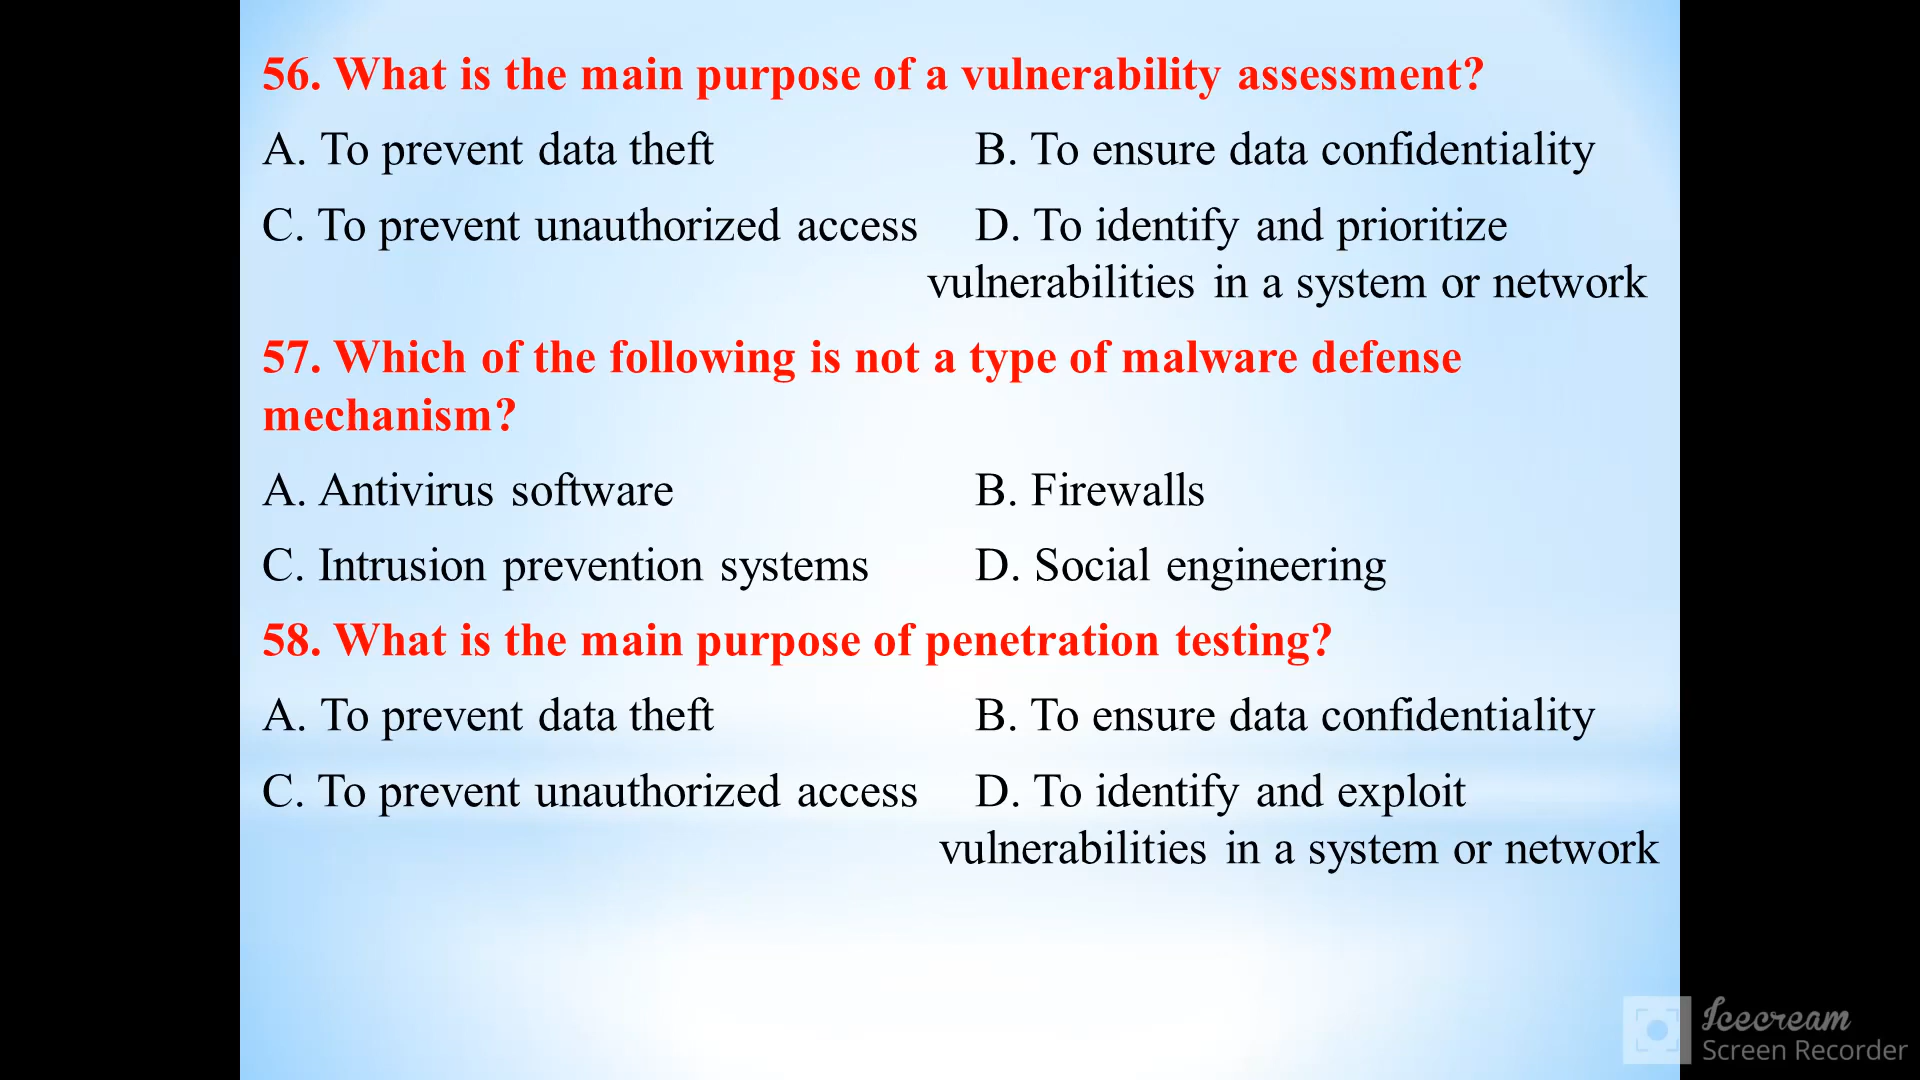 56. What is the main purpose of a vulnerability assessment?
A. To prevent data theft B. To ensure data confidentiality
C. To prevent unauthorized access D. To identify and prioritize
vulnerabilities in a system or network
57. Which of the following is not a type of malware defense
mechanism?
A. Antivirus software B. Firewalls
C. Intrusion prevention systems D. Social engineering
58. What is the main purpose of penetration testing?
A. To prevent data theft B. To ensure data confidentiality
C. To prevent unauthorized access D. To identify and exploit
vulnerabilities in a system or network
Icecream
Screen Recorder